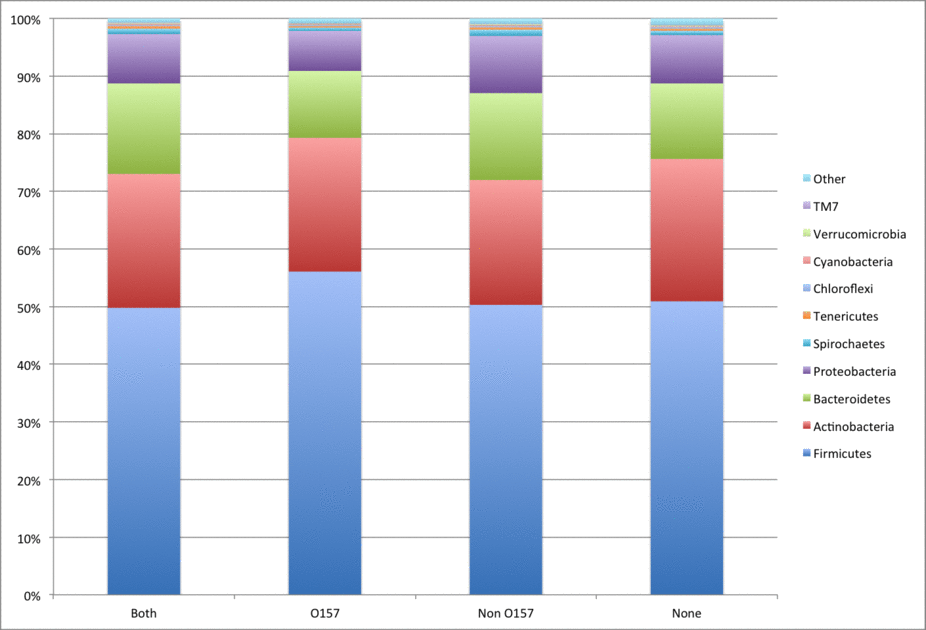 100%
90%
80%
70%
60%
50%
40%
30%
20%
10%
0%
Both
O157
Non O157
None
Other
TM7
Verrucomicrobia
Cyanobacteria
Chloroflexi
Tenericutes
Spirochaetes
Proteobacteria
Bacteroidetes
Actinobacteria
Firmicutes